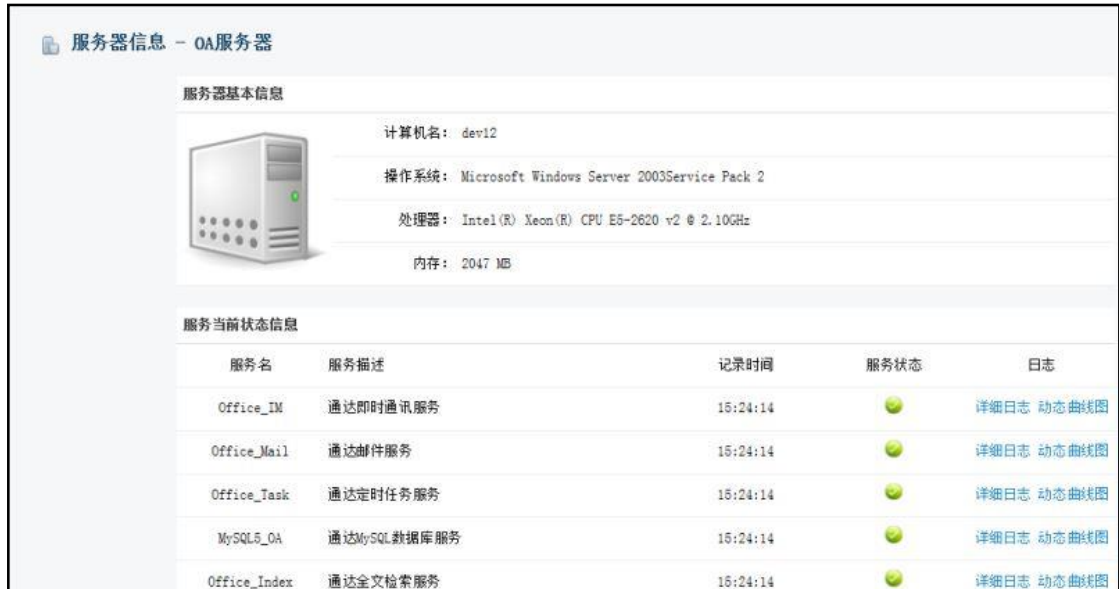 服务器信息 - OA服务器
服务器基本信息
计算机名: dev12
操作系统: Microsoft Windows Server 2003Service Pack 2
处理器: Intel(R) Xeon(R) CPU E5-2620 v2 @ 2.10GHz
内存: 2047 MB
服务当前状态信息
服务名 服务描述 记录时间 服务状态 日志
Office_IM 通达即时通讯服务 15:24:14 详细日志 动态曲线图
Office_Mail 通达邮件服务 15:24:14 详细日志 动态曲线图
Office_Task 通达定时任务服务 15:24:14 详细日志 动态曲线图
MySQL5_OA 通达MySQL数据库服务 15:24:14 详细日志 动态曲线图
Office_Index 通达全文检索服务 15:24:14 详细日志 动态曲线图